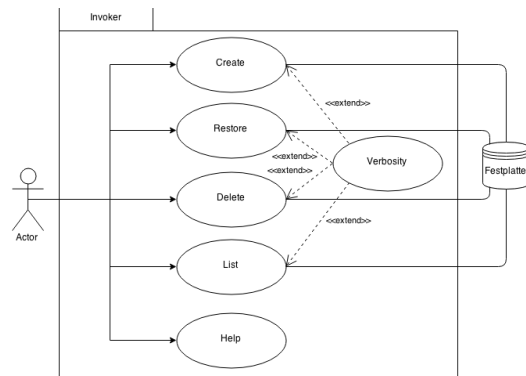 Invoker
Create
<<extend>>
Restore
<<extend>>
<<extend>>
Verbosity
Festplatte
Delete
Actor
<<extend>>
List
Help